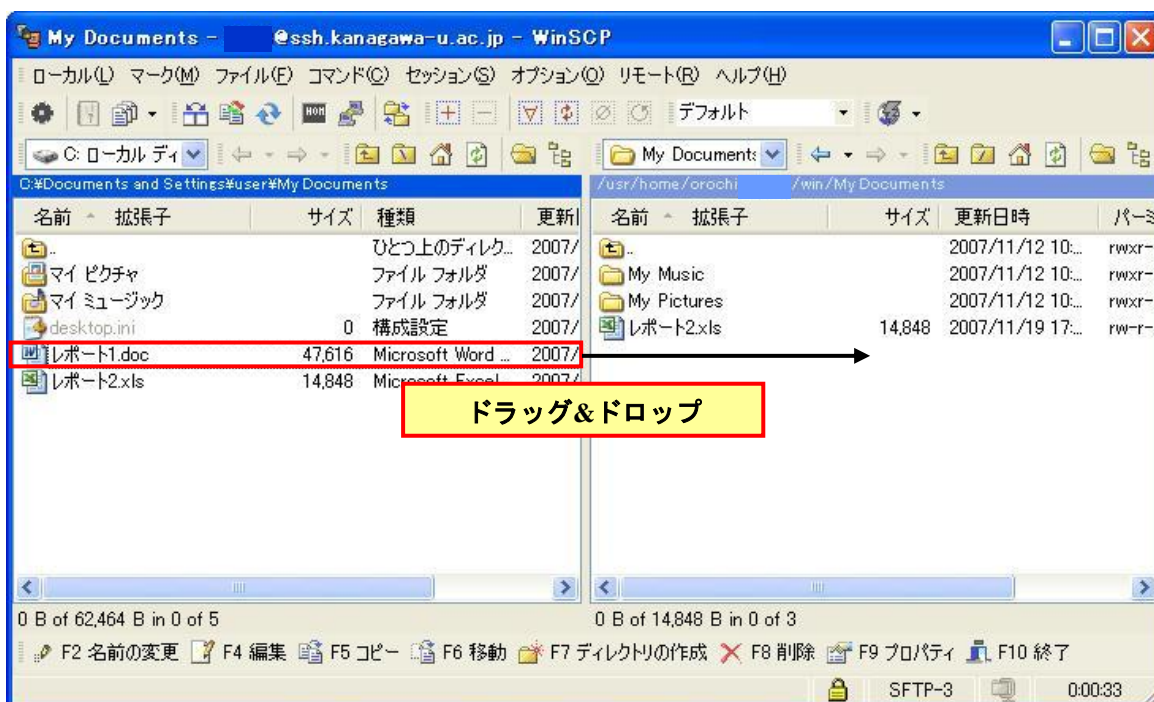 My Documents - @ssh.kanagawa-u.ac.jp - WinSCP
ローカル(L) マーク(M) ファイル(F) コマンド(C) セッション(S) オプション(O) リモート(R) ヘルプ(H)
デフォルト
C: ローカル ディ
My Documents
C:¥Documents and Settings¥user¥My Documents
/usr/home/orochi /win/My Documents
名前 拡張子 サイズ 種類 更新
名前 拡張子 サイズ 更新日時 パーミ
.. ひとつ上のディレク... 2007/
マイ ピクチャ ファイル フォルダ 2007/
マイ ミュージック ファイル フォルダ 2007/
desktop.ini 0 構成設定 2007/
レポート1.doc 47,616 Microsoft Word ... 2007/
レポート2.xls 14,848 Microsoft Excel 2007/
.. 2007/11/12 10:... rwxr-
My Music 2007/11/12 10:... rwxr-
My Pictures 2007/11/12 10:... rwxr-
レポート2.xls 14,848 2007/11/19 17:... rw-r-
ドラッグ&ドロップ
0 B of 62,464 B in 0 of 5
0 B of 14,848 B in 0 of 3
F2 名前の変更 F4 編集 F5 コピー F6 移動 F7 ディレクトリの作成 F8 削除 F9 プロパティ F10 終了
SFTP-3 0:00:33